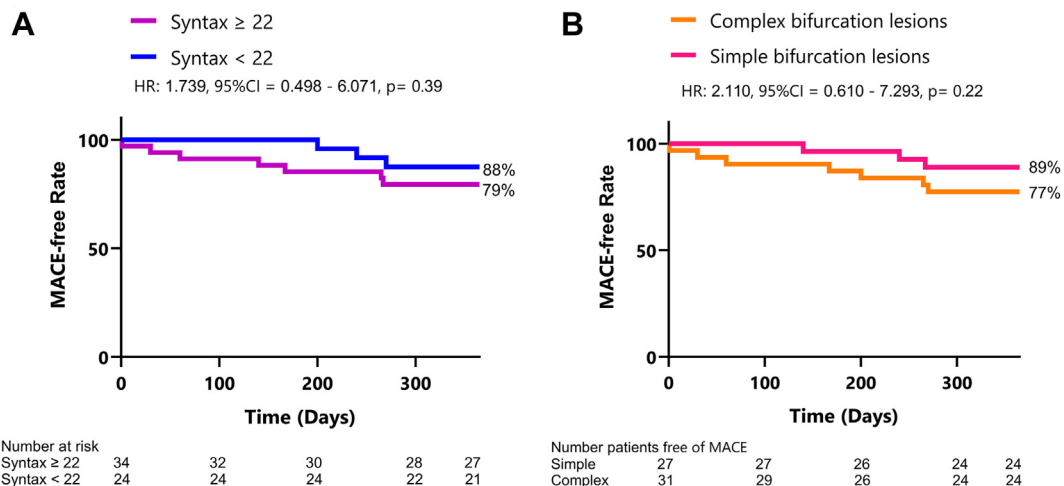 A
Syntax ≥ 22
Syntax < 22
HR: 1.739, 95%CI = 0.498 - 6.071, p= 0.39
MACE-free Rate
100
50
0
88%
79%
0 100 200 300
Time (Days)
Number at risk
Syntax ≥ 22 34 32 30 28 27
Syntax < 22 24 24 24 22 21
B
Complex bifurcation lesions
Simple bifurcation lesions
HR: 2.110, 95%CI = 0.610 - 7.293, p= 0.22
MACE-free Rate
100
50
0
89%
77%
0 100 200 300
Time (Days)
Number patients free of MACE
Simple 27 27 26 24 24
Complex 31 29 26 24 24